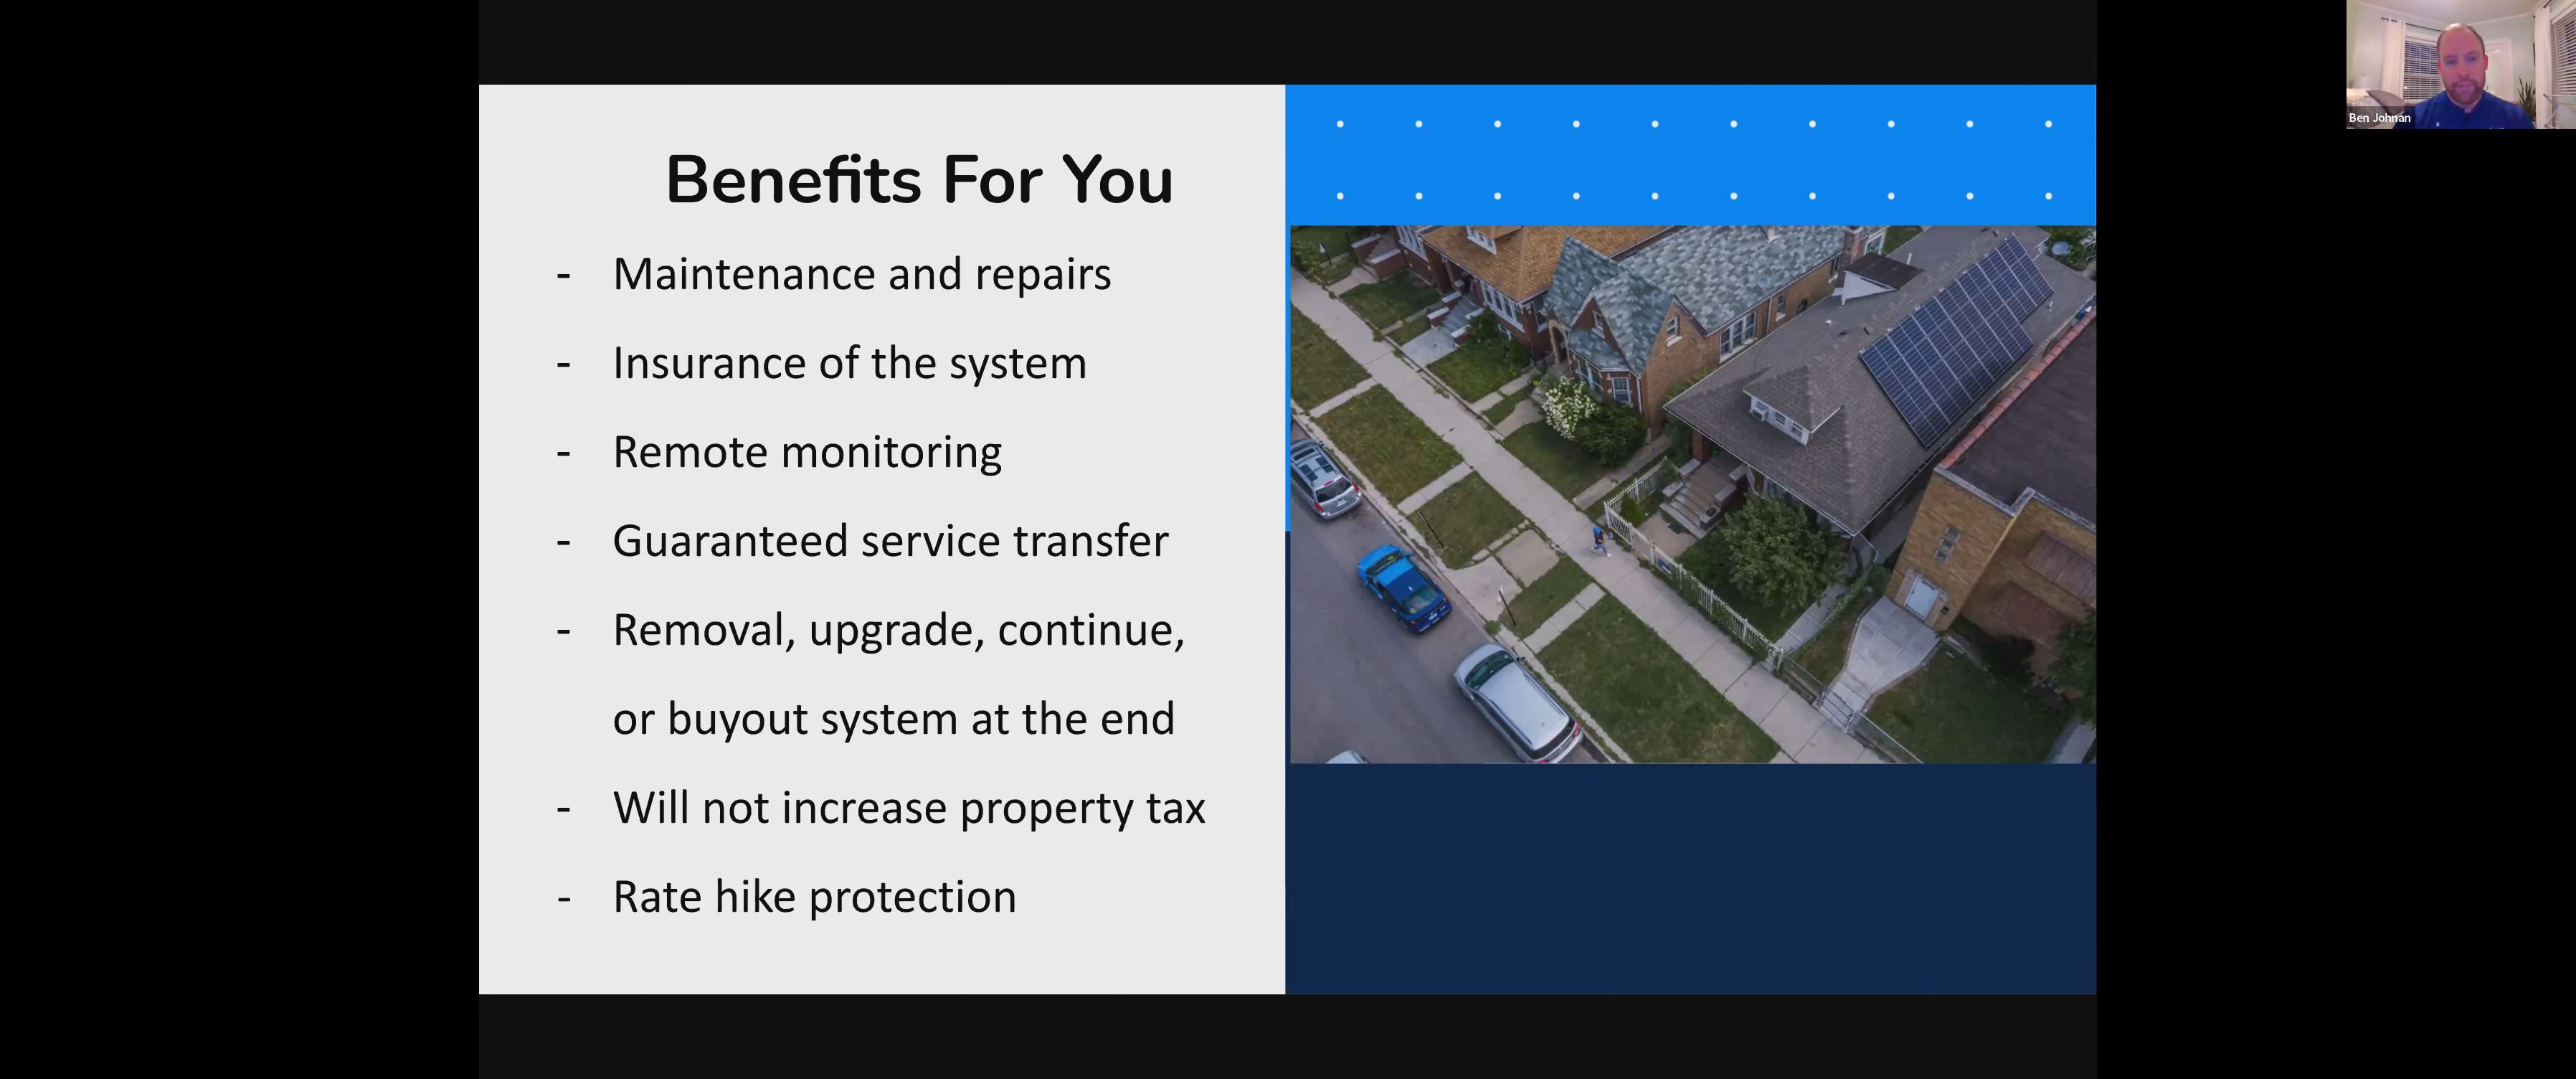 Benefits For You
- Maintenance and repairs
- Insurance of the system
- Remote monitoring
- Guaranteed service transfer
- Removal, upgrade, continue,
or buyout system at the end
- Will not increase property tax
- Rate hike protection
Ben Johnan